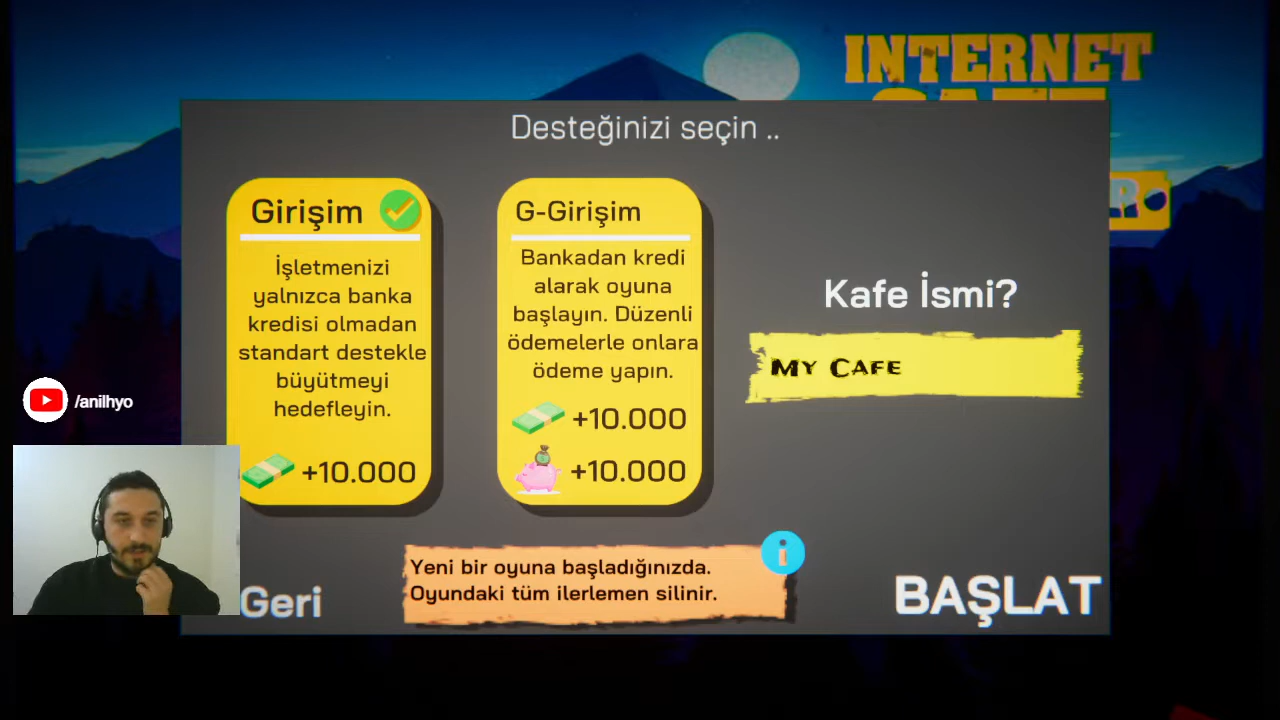 INTERNET
Desteğinizi seçin ..
Girişim
İşletmenizi
yalnızca banka
kredisi olmadan
standart destekle
büyütmeyi
hedefleyin.
+10.000
G-Girişim
Bankadan kredi
alarak oyuna
başlayın. Düzenli
ödemelerle onlara
ödeme yapın.
+10.000
+10.000
Kafe İsmi?
MY CAFE
/anilhyo
Yeni bir oyuna başladığınızda.
Oyundaki tüm ilerlemen silinir.
Geri
BAŞLAT